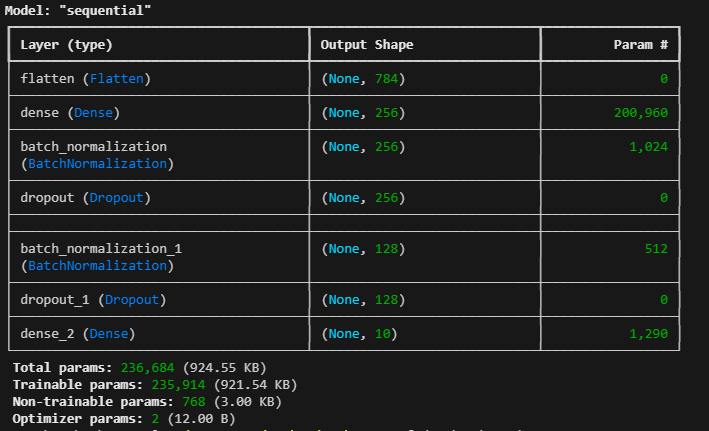 Model: "sequential"
Layer (type) Output Shape Param #
flatten (Flatten) (None, 784) 0
dense (Dense) (None, 256) 200,960
batch_normalization (None, 256) 1,024
(BatchNormalization)
dropout (Dropout) (None, 256) 0
batch_normalization_1 (None, 128) 512
(BatchNormalization)
dropout_1 (Dropout) (None, 128) 0
dense_2 (Dense) (None, 10) 1,290
Total params: 236,684 (924.55 KB)
Trainable params: 235,914 (921.54 KB)
Non-trainable params: 768 (3.00 KB)
Optimizer params: 2 (12.00 B)